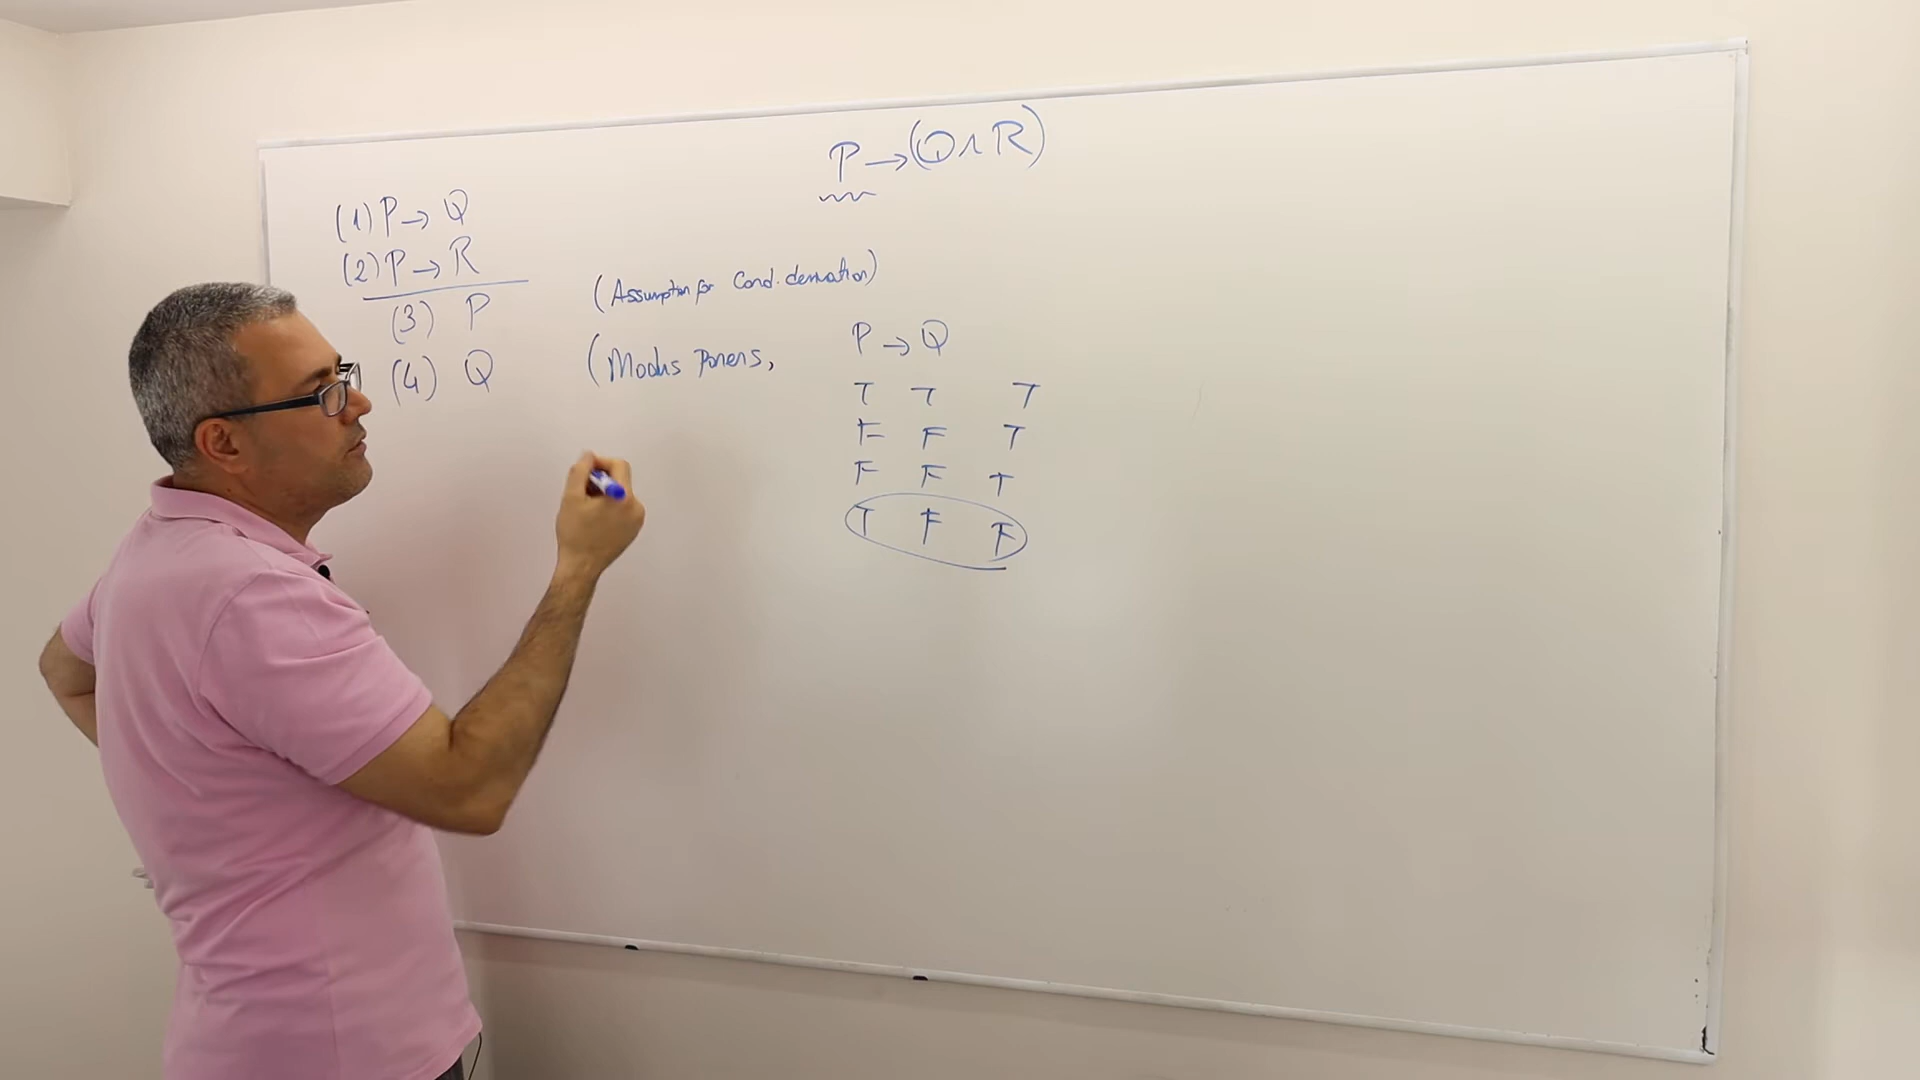 P → (Q ∧ R)
(1) P → Q
(2) P → R
(3) P (Assumption for Cond. derivation)
(4) Q (Modus Ponens,
P → Q
T T T
F F T
F F T
T F F